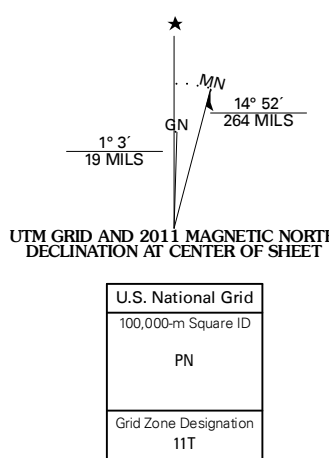 ★
MN
GN
14° 52´
264 MILS
1° 3´
19 MILS
UTM GRID AND 2011 MAGNETIC NORTH
DECLINATION AT CENTER OF SHEET
U.S. National Grid
100,000-m Square ID
PN
Grid Zone Designation
11T